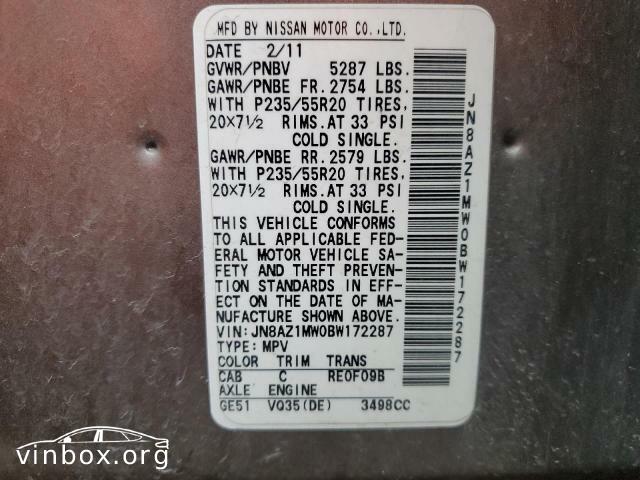 MFD BY NISSAN MOTOR CO.,LTD.
DATE 2/11
GVWR/PNBV 5287 LBS.
GAWR/PNBE FR. 2754 LBS.
WITH P235/55R20 TIRES,
20X7½ RIMS. AT 33 PSI
COLD SINGLE.
GAWR/PNBE RR. 2579 LBS.
WITH P235/55R20 TIRES,
20X7½ RIMS. AT 33 PSI
COLD SINGLE.
THIS VEHICLE CONFORMS
TO ALL APPLICABLE FED-
ERAL MOTOR VEHICLE SA-
FETY AND THEFT PREVEN-
TION STANDARDS IN EFF-
ECT ON THE DATE OF MA-
NUFACTURE SHOWN ABOVE.
VIN: JN8AZ1MW0BW172287
TYPE: MPV
COLOR TRIM TRANS
CAB C RE0F09B
AXLE ENGINE
GE51 VQ35(DE) 3498CC
JN8AZ1MW0BW172287
vinbox.org